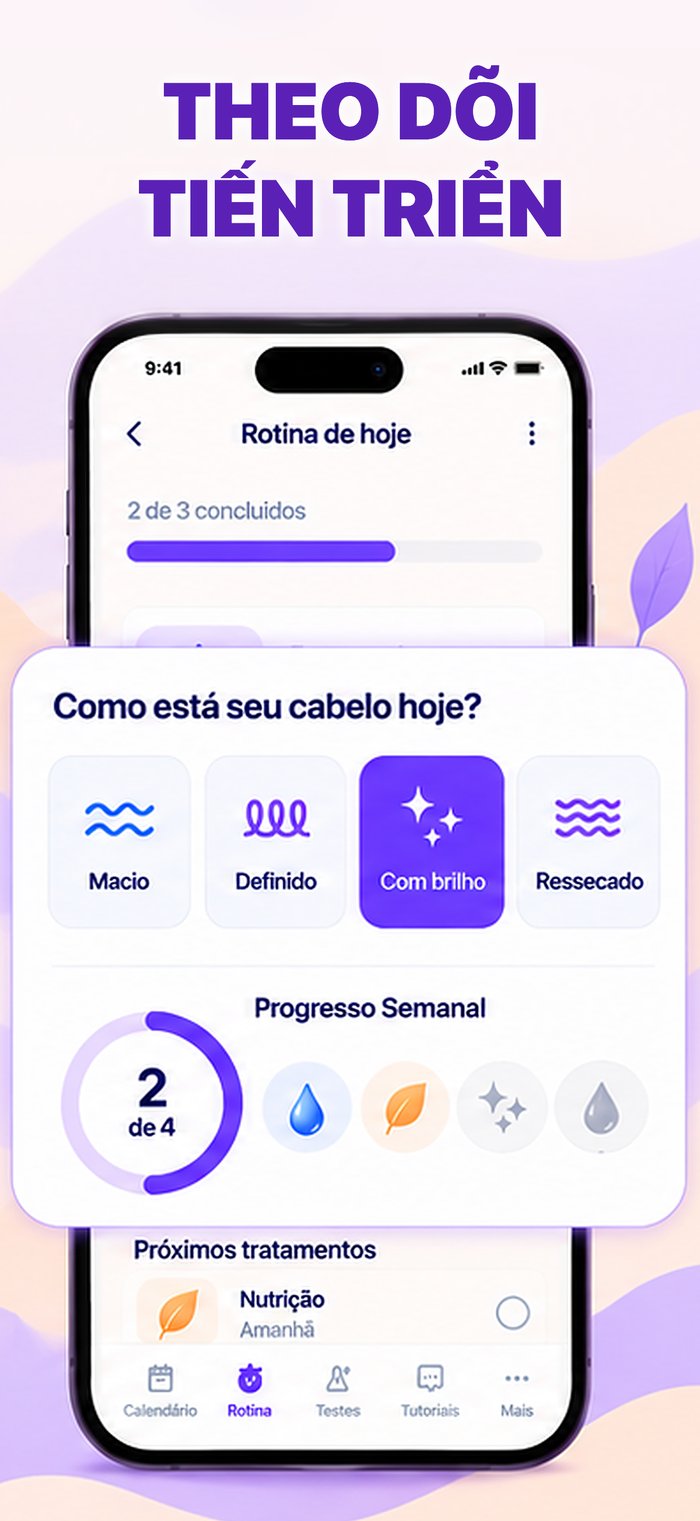 THEO DÕI
TIẾN TRIỂN
9:41
Rotina de hoje
2 de 3 concluidos
Como está seu cabelo hoje?
Macio
Definido
Com brilho
Ressecado
Progresso Semanal
2
de 4
Próximos tratamentos
Nutrição
Amanhã
Calendário
Rotina
Testes
Tutoriais
Mais